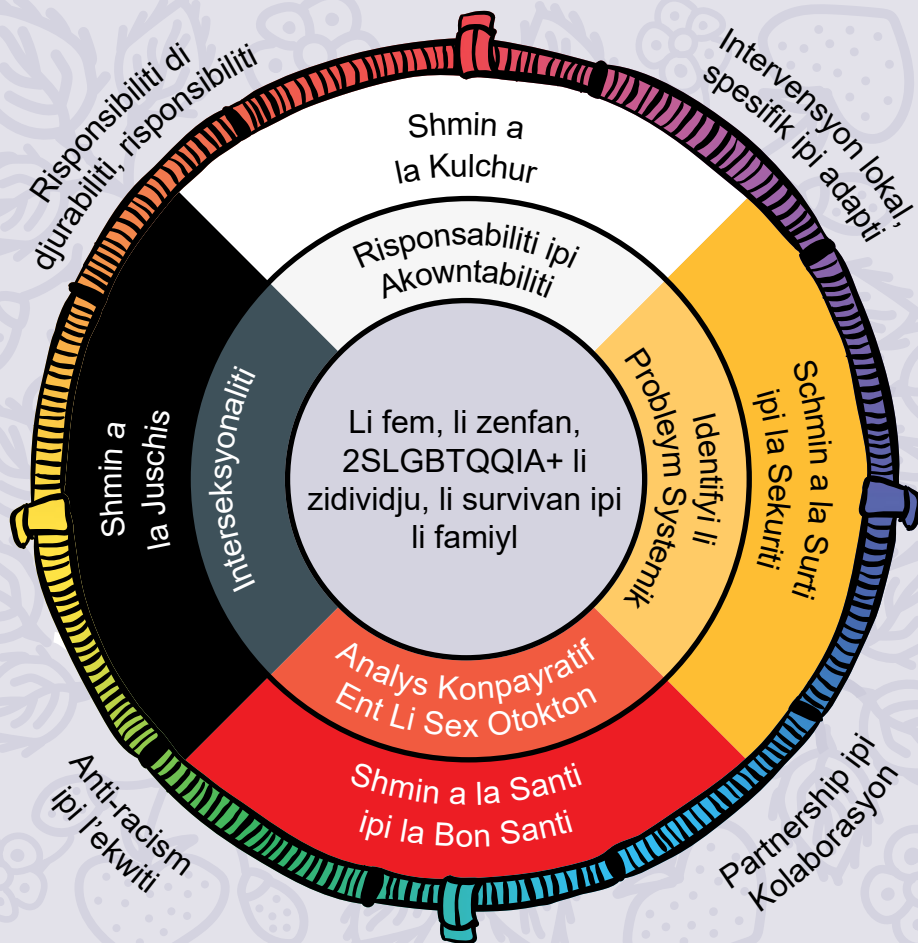 Risponsibiliti di
djurabiliti, risponsibiliti
Intervensyon lokal,
spesifik ipi adapti
Shmin a
la Kulchur
Risponsabiliti ipi
Akowntabiliti
Shmin a
la Juschis
Interseksyonaliti
Li fem, li zenfan,
2SLGBTQQIA+ li
zidividju, li survivan ipi
li famiyl
Identifyi li
Probleym Systemik
Schmin a la Surti
ipi la Sekuriti
Analys Konpayratif
Ent Li Sex Otokton
Shmin a la Santi
ipi la Bon Santi
Anti-racism
ipi l'ekwiti
Partnership ipi
Kolaborasyon